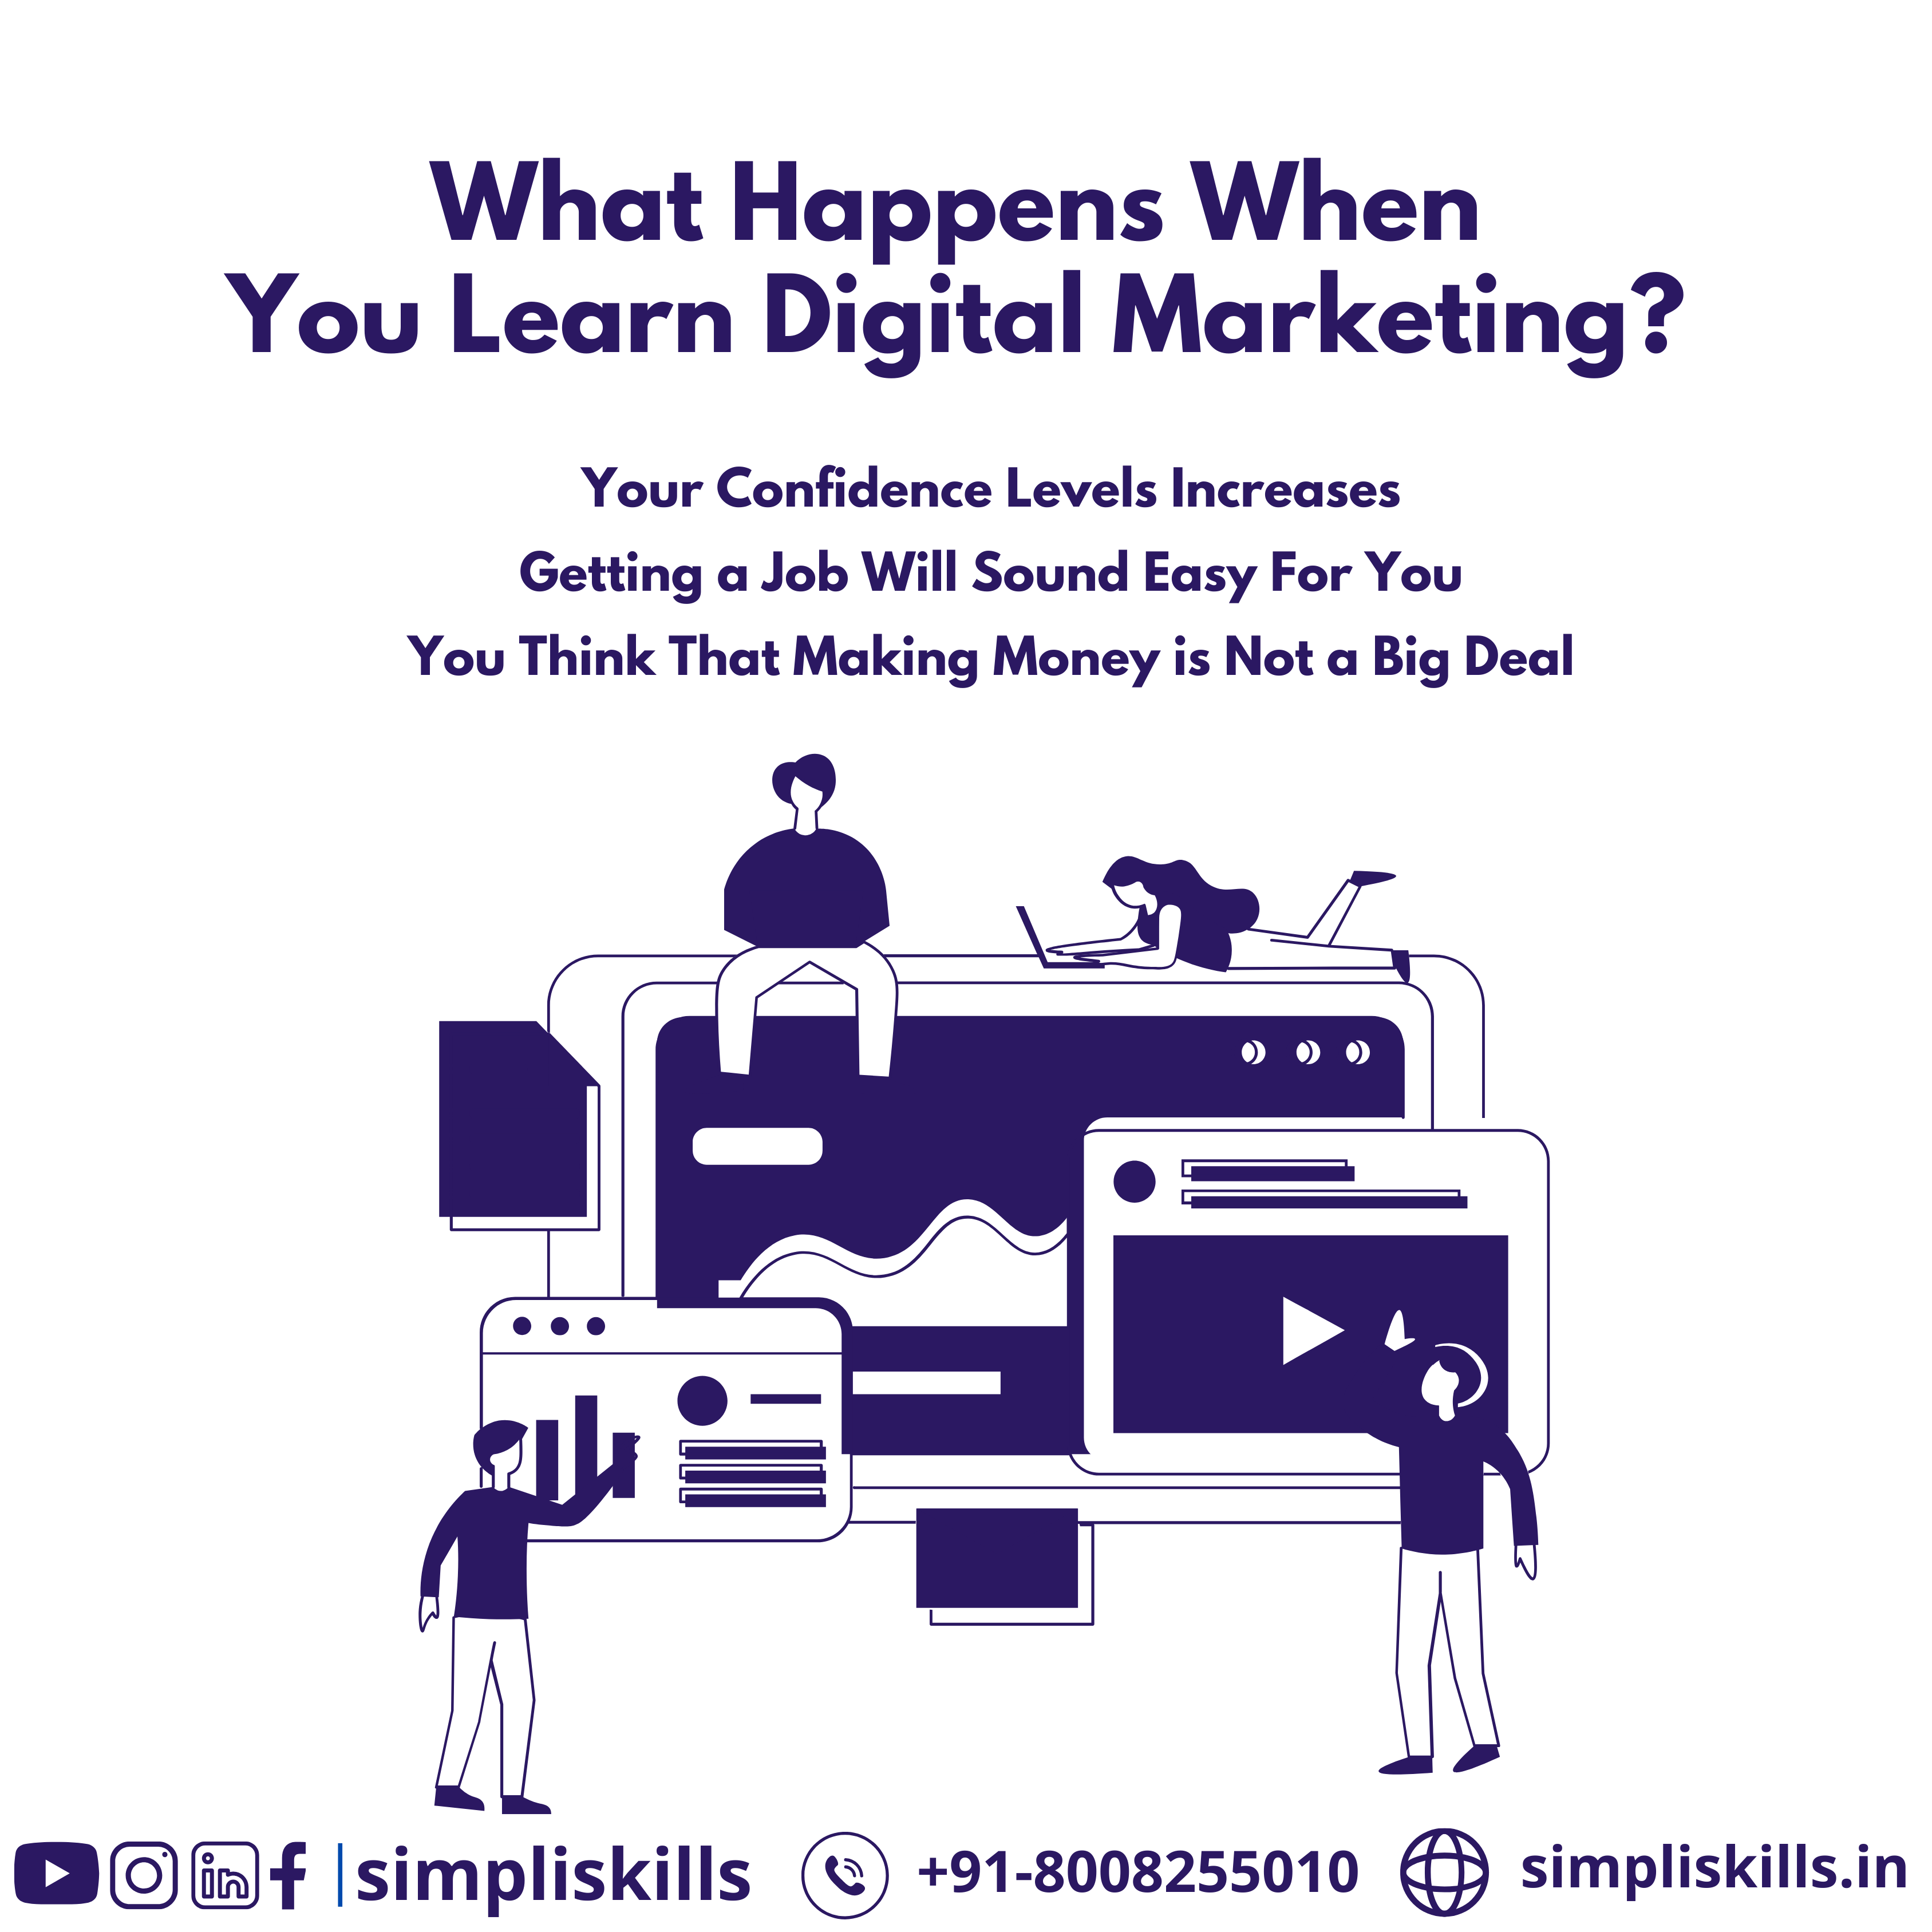 What Happens When
You Learn Digital Marketing?
Your Confidence Levels Increases
Getting a Job Will Sound Easy For You
You Think That Making Money is Not a Big Deal
in f | simpliskills +91-8008255010 simpliskills.in